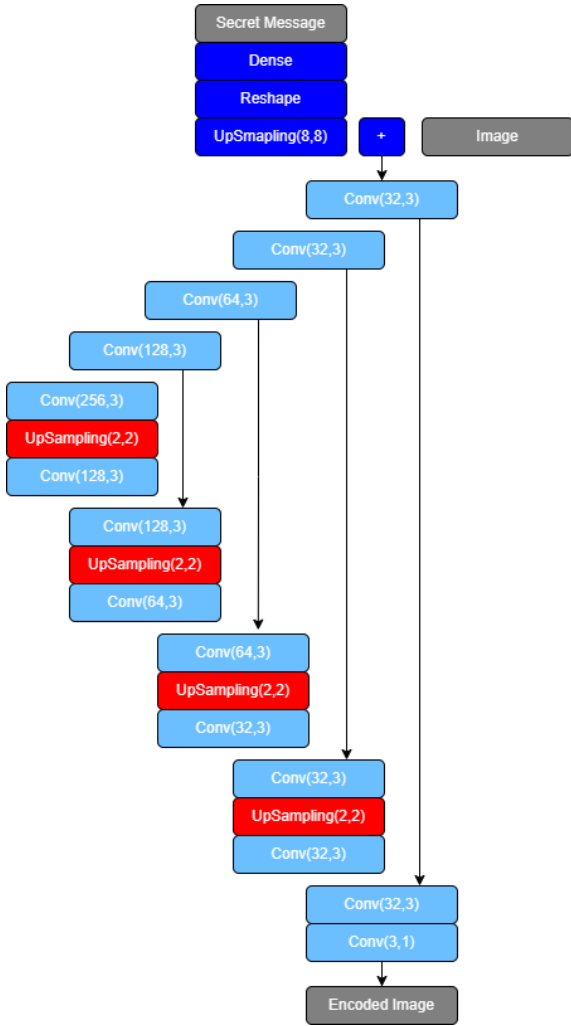 Secret Message
Dense
Reshape
UpSmapling(8,8)
+
Image
Conv(32,3)
Conv(32,3)
Conv(64,3)
Conv(128,3)
Conv(256,3)
UpSampling(2,2)
Conv(128,3)
Conv(128,3)
UpSampling(2,2)
Conv(64,3)
Conv(64,3)
UpSampling(2,2)
Conv(32,3)
Conv(32,3)
UpSampling(2,2)
Conv(32,3)
Conv(32,3)
Conv(3,1)
Encoded Image